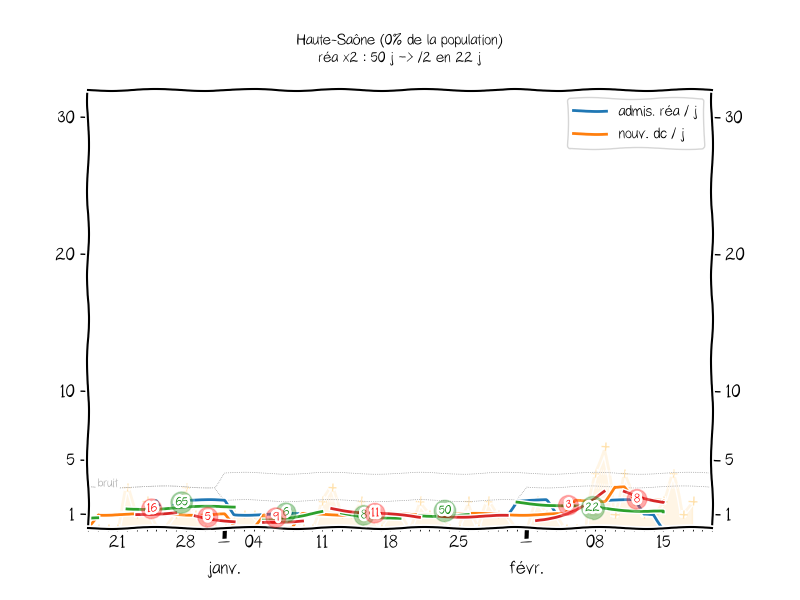 Haute-Saône (0% de la population)
réa x2 : 50 j -> /2 en 22 j
admis. réa / j
nouv. dc / j
30 30
20 20
10 10
5 5
bruit
1 1
16 65 5 9 6 8 11 50 3 22 8
21 28 04 11 18 25 08 15
janv. févr.